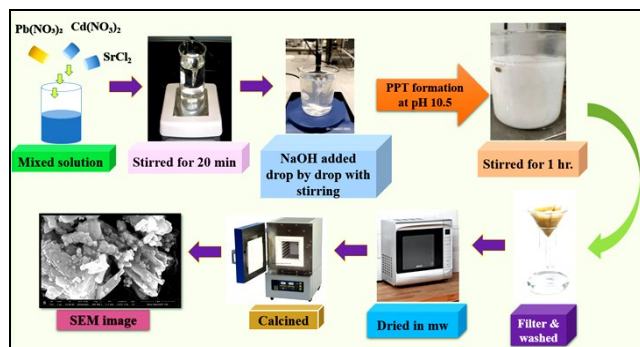 Pb(NO₃)₂
Cd(NO₃)₂
SrCl₂
Mixed solution
Stirred for 20 min
NaOH added
drop by drop with
stirring
PPT formation
at pH 10.5
Stirred for 1 hr.
Filter &
washed
Dried in mw
Calcined
SEM image